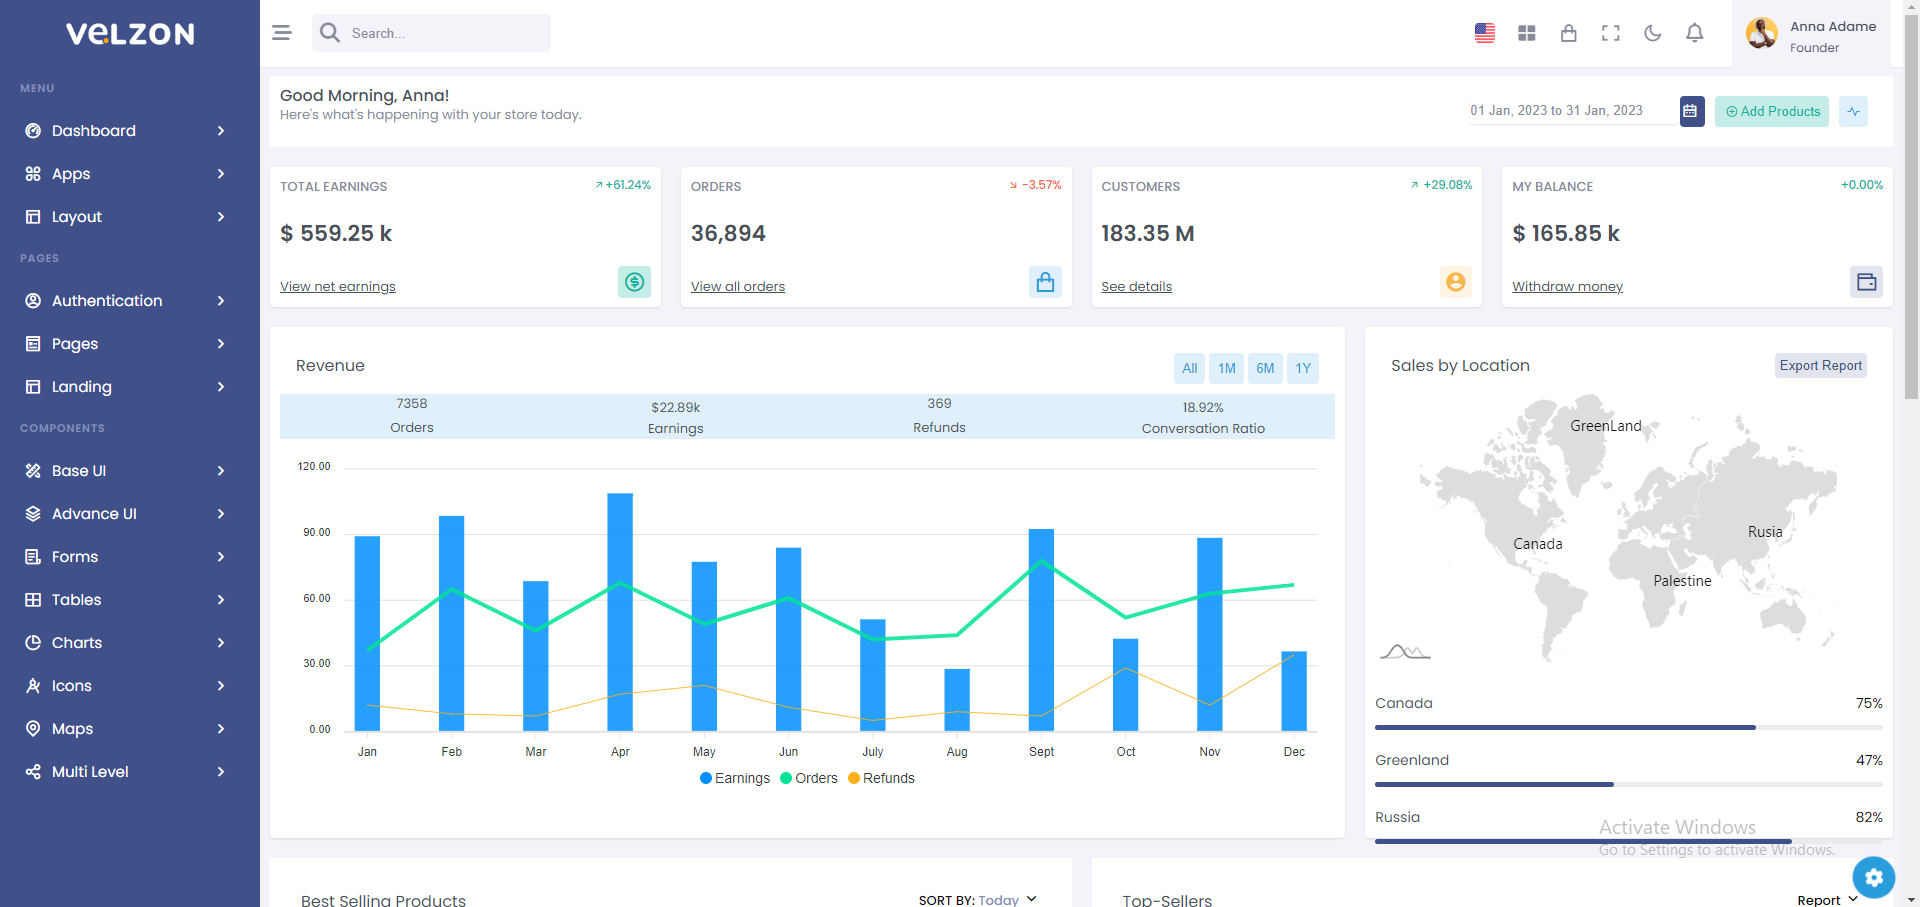 VELZON
Search...
Anna Adame
Founder
MENU
Dashboard
Apps
Layout
PAGES
Authentication
Pages
Landing
COMPONENTS
Base UI
Advance UI
Forms
Tables
Charts
Icons
Maps
Multi Level
Good Morning, Anna!
Here's what's happening with your store today.
01 Jan, 2023 to 31 Jan, 2023
Add Products
TOTAL EARNINGS
+61.24%
$ 559.25 k
View net earnings
ORDERS
-3.57%
36,894
View all orders
CUSTOMERS
+29.08%
183.35 M
See details
MY BALANCE
+0.00%
$ 165.85 k
Withdraw money
Revenue
All 1M 6M 1Y
7358
Orders
$22.89k
Earnings
369
Refunds
18.92%
Conversation Ratio
120.00
90.00
60.00
30.00
0.00
Jan Feb Mar Apr May Jun July Aug Sept Oct Nov Dec
Earnings Orders Refunds
Sales by Location
Export Report
GreenLand
Rusia
Canada
Palestine
Canada 75%
Greenland 47%
Russia 82%
Activate Windows
Go to Settings to activate Windows.
Best Selling Products
SORT BY: Today
Top-Sellers
Report